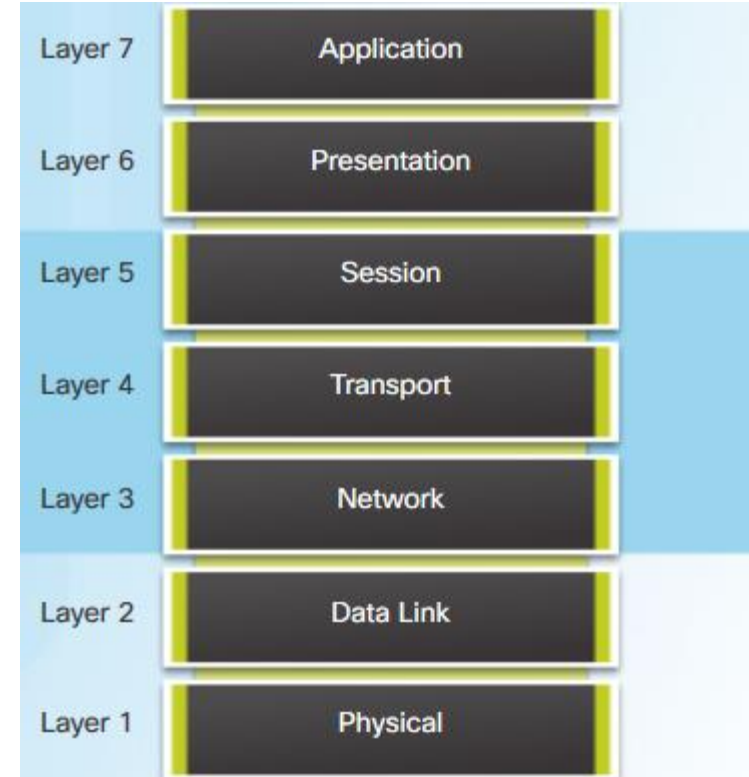 Layer 7 Application
Layer 6 Presentation
Layer 5 Session
Layer 4 Transport
Layer 3 Network
Layer 2 Data Link
Layer 1 Physical